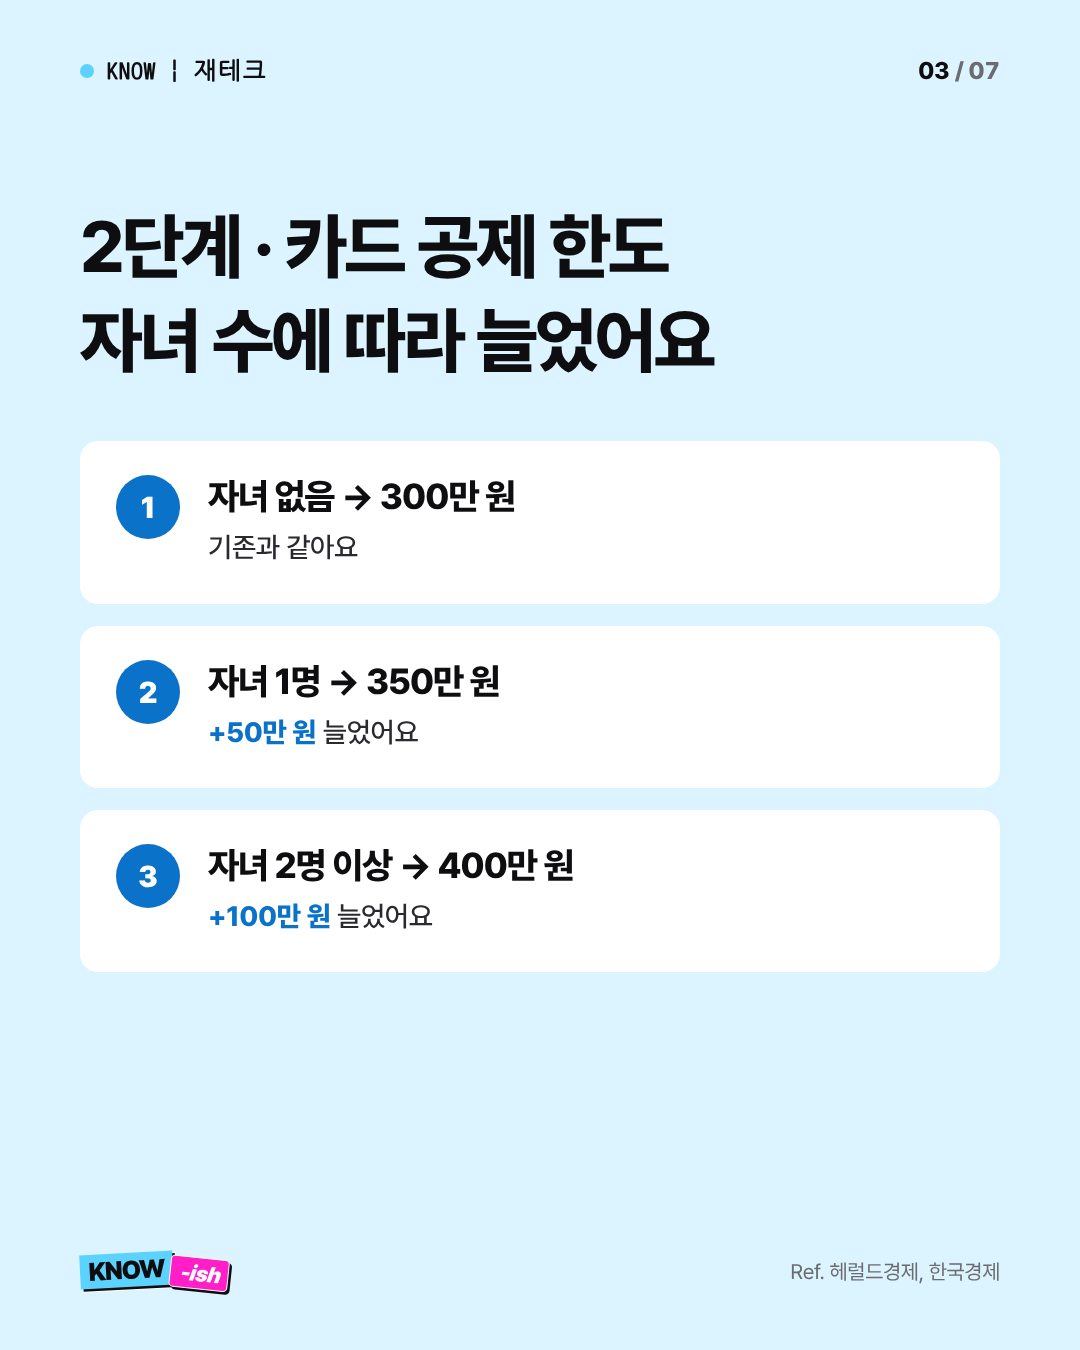 KNOW | 재테크
03 / 07
2단계 · 카드 공제 한도
자녀 수에 따라 늘었어요
1
자녀 없음 → 300만 원
기존과 같아요
2
자녀 1명 → 350만 원
+50만 원 늘었어요
3
자녀 2명 이상 → 400만 원
+100만 원 늘었어요
KNOW -ish
Ref. 헤럴드경제, 한국경제